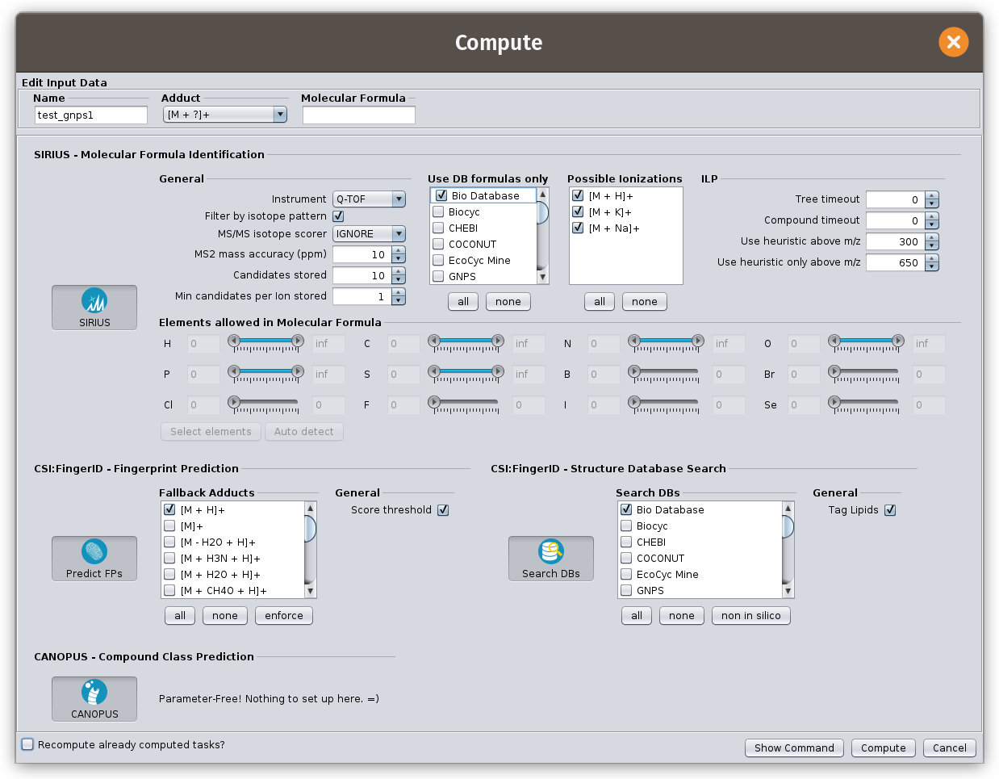 Compute
Edit Input Data
Name Adduct Molecular Formula
test_gnps1 [M + ?]+
SIRIUS - Molecular Formula Identification
General Use DB formulas only Possible Ionizations ILP
Instrument Q-TOF Bio Database [M + H]+ Tree timeout 0
Filter by isotope pattern Biocyc [M + K]+ Compound timeout 0
MS/MS isotope scorer IGNORE CHEBI [M + Na]+ Use heuristic above m/z 300
MS2 mass accuracy (ppm) 10 COCONUT Use heuristic only above m/z 650
Candidates stored 10 EcoCyc Mine
Min candidates per Ion stored 1 GNPS
all none all none
SIRIUS
Elements allowed in Molecular Formula
H 0 inf C 0 inf N 0 inf O 0 inf
P 0 inf S 0 inf B 0 0 Br 0 0
Cl 0 0 F 0 0 I 0 0 Se 0 0
Select elements Auto detect
CSI:FingerID - Fingerprint Prediction CSI:FingerID - Structure Database Search
Fallback Adducts General Search DBs General
[M + H]+ Score threshold Bio Database Tag Lipids
[M]+ Biocyc
[M - H2O + H]+ CHEBI
[M + H3N + H]+ COCONUT
[M + H2O + H]+ EcoCyc Mine
[M + CH4O + H]+ GNPS
Predict FPs Search DBs
all none enforce all none non in silico
CANOPUS - Compound Class Prediction
CANOPUS Parameter-Free! Nothing to set up here. =)
Recompute already computed tasks? Show Command Compute Cancel